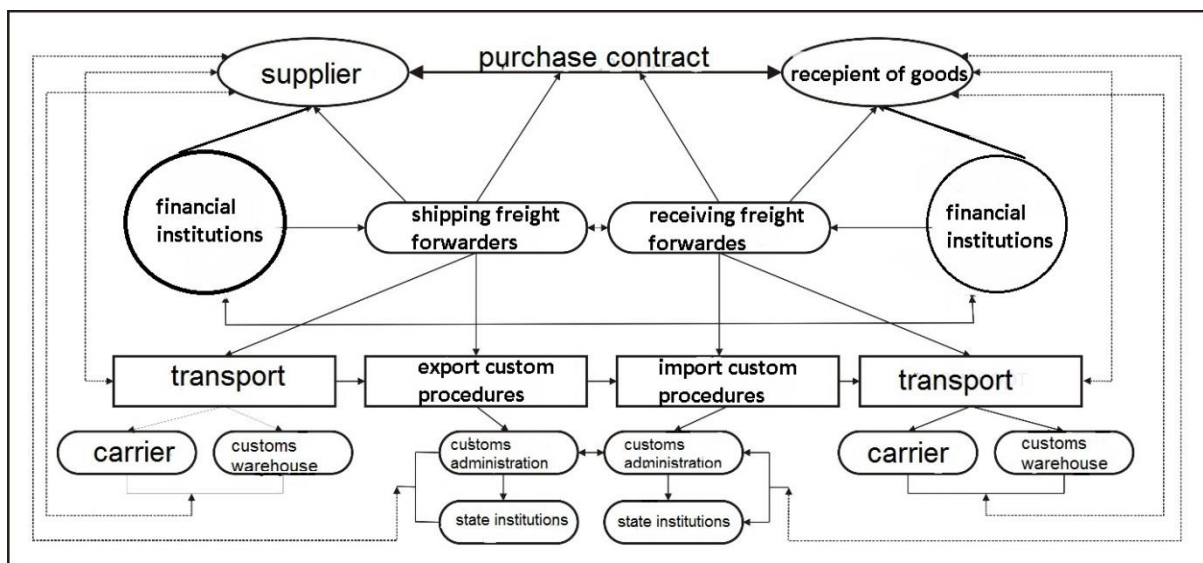 purchase contract
supplier
recepient of goods
financial
institutions
shipping freight
forwarders
receiving freight
forwardes
financial
institutions
transport
export custom
procedures
import custom
procedures
transport
carrier
customs
warehouse
customs
administration
customs
administration
carrier
customs
warehouse
state institutions
state institutions